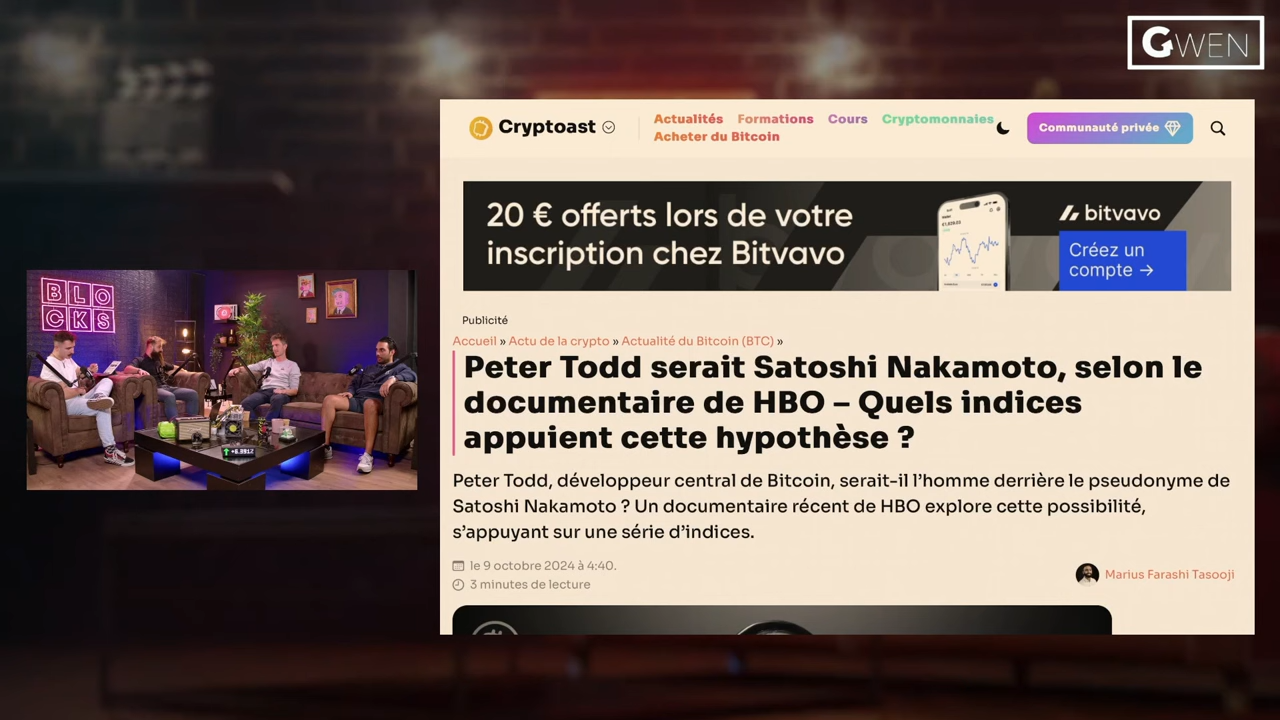 GWEN
Cryptoast
Actualités Formations Cours Cryptomonnaies
Acheter du Bitcoin
Communauté privée
20 € offerts lors de votre
inscription chez Bitvavo
bitvavo
Créez un
compte →
Publicité
Accueil » Actu de la crypto » Actualité du Bitcoin (BTC) »
Peter Todd serait Satoshi Nakamoto, selon le
documentaire de HBO – Quels indices
appuient cette hypothèse ?
Peter Todd, développeur central de Bitcoin, serait-il l’homme derrière le pseudonyme de
Satoshi Nakamoto ? Un documentaire récent de HBO explore cette possibilité,
s’appuyant sur une série d’indices.
le 9 octobre 2024 à 4:40.
3 minutes de lecture
Marius Farashi Tasooji
BLO
CKS